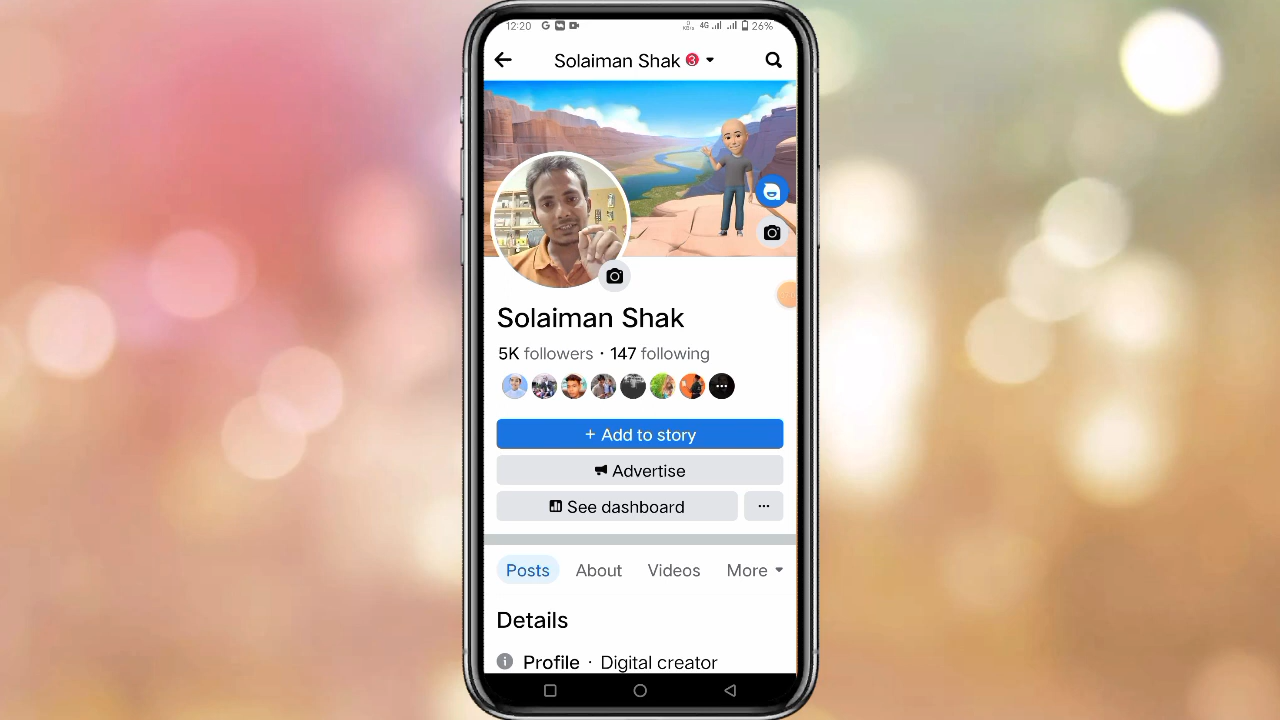 12:20 G 4G 26%
Solaiman Shak 3
Solaiman Shak
5K followers · 147 following
+ Add to story
Advertise
See dashboard
Posts About Videos More
Details
Profile · Digital creator